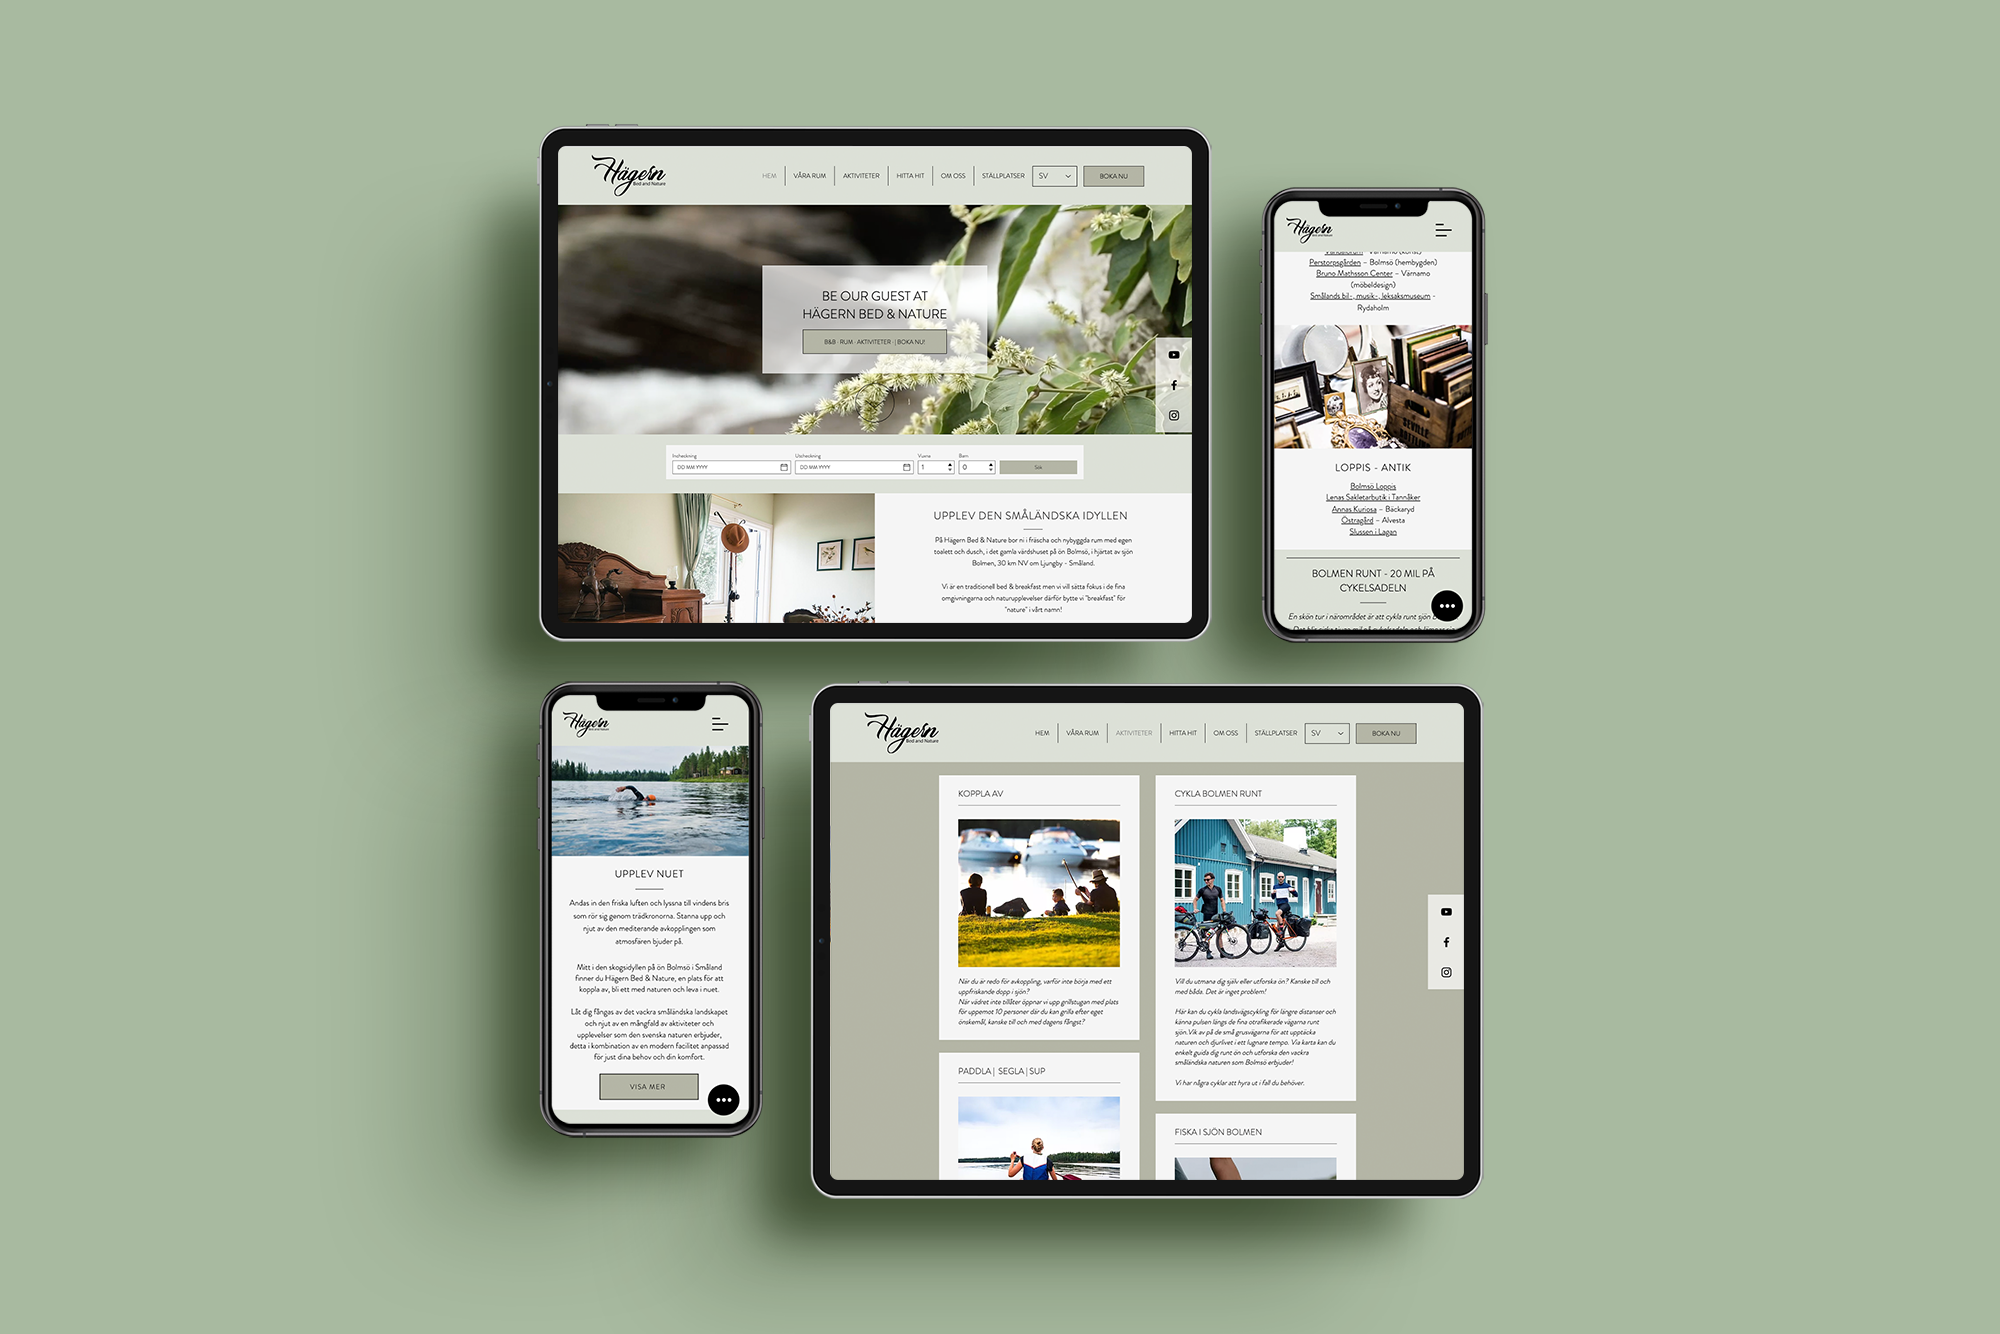 Hägern
Bed and Nature
HEM
VÅRA RUM
AKTIVITETER
HITTA HIT
OM OSS
STÄLLPLATSER
SV
BOKA NU
BE OUR GUEST AT
HÄGERN BED & NATURE
B&B · RUM · AKTIVITETER · | BOKA NU!
Incheckning
Utcheckning
Vuxna
Barn
DD MM YYYY
DD MM YYYY
1
0
Sök
UPPLEV DEN SMÅLÄNDSKA IDYLLEN
På Hägern Bed & Nature bor ni i fräscha och nybyggda rum med egen
toalett och dusch, i det gamla värdshuset på ön Bolmsö, i hjärtat av sjön
Bolmen, 30 km NV om Ljungby - Småland.
Vi är en traditionell bed & breakfast men vi vill sätta fokus i de fina
omgivningarna och naturupplevelser därför bytte vi "breakfast" för
"nature" i vårt namn!
Hägern
Perstorpsgården – Bolmsö (hembygden)
Bruno Mathsson Center – Värnamo
(möbeldesign)
Smålands bil-, musik-, leksaksmuseum -
Rydaholm
LOPPIS - ANTIK
Bolmsö Loppis
Lenas Sakletarbutik i Tannåker
Annas Kuriosa – Bäckaryd
Östragård – Alvesta
Slussen i Lagan
BOLMEN RUNT - 20 MIL PÅ
CYKELSADELN
En skön tur i närområdet är att cykla runt sjön
Hägern
UPPLEV NUET
Andas in den friska luften och lyssna till vindens bris
som rör sig genom trädkronorna. Stanna upp och
njut av den mediterande avkopplingen som
atmosfären bjuder på.
Mitt i den skogsidyllen på ön Bolmsö i Småland
finner du Hägern Bed & Nature, en plats för att
koppla av, bli ett med naturen och leva i nuet.
Låt dig fångas av det vackra småländska landskapet
och njut av en mångfald av aktiviteter och
upplevelser som den svenska naturen erbjuder,
detta i kombination av en modern facilitet anpassad
för just dina behov och din komfort.
VISA MER
Hägern
Bed and Nature
HEM
VÅRA RUM
AKTIVITETER
HITTA HIT
OM OSS
STÄLLPLATSER
SV
BOKA NU
KOPPLA AV
När du är redo för avkoppling, varför inte börja med ett
uppfriskande dopp i sjön?
När vädret inte tillåter öppnar vi upp grillstugan med plats
för uppemot 10 personer där du kan grilla efter eget
önskemål, kanske till och med dagens fångst?
PADDLA | SEGLA | SUP
CYKLA BOLMEN RUNT
Vill du utmana dig själv eller utforska ön? Kanske till och
med båda. Det är inget problem!
Här kan du cykla landsvägscykling för längre distanser och
känna pulsen längs de fina otrafikerade vägarna runt
sjön.Vik av på de små grusvägarna för att upptäcka
naturen och djurlivet i ett lugnare tempo. Via karta kan du
enkelt guida dig runt ön och utforska den vackra
småländska naturen som Bolmsö erbjuder!
Vi har några cyklar att hyra ut i fall du behöver.
FISKA I SJÖN BOLMEN